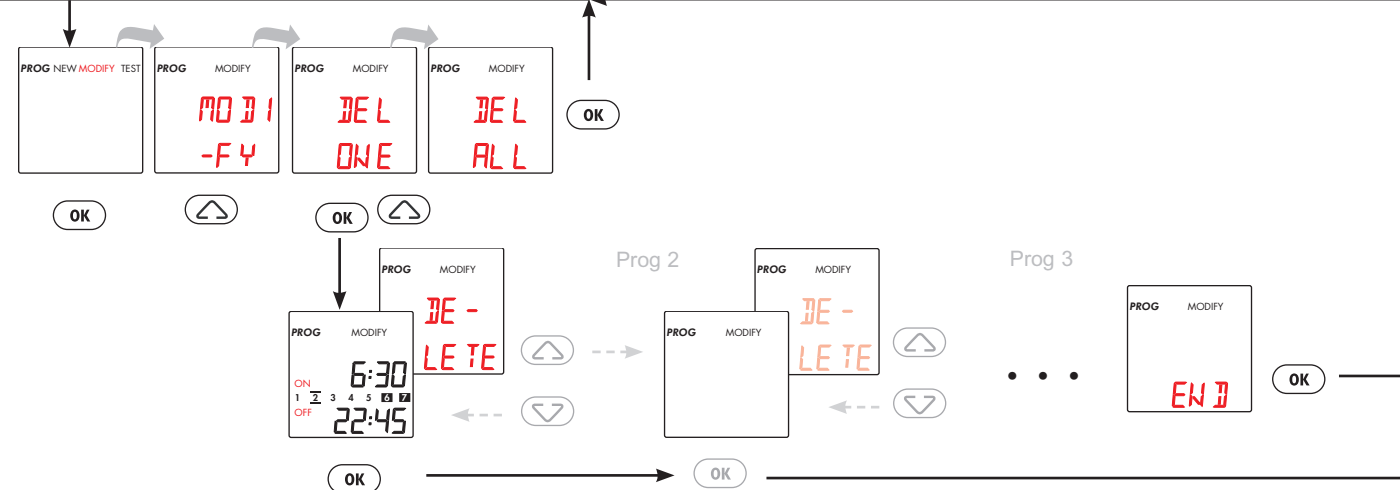 PROG NEW MODIFY TEST
PROG MODIFY
MODI
-FY
PROG MODIFY
DEL
ONE
PROG MODIFY
DEL
ALL
OK
OK
OK
PROG MODIFY
DE-
LETE
PROG MODIFY
6:30
ON
1 2 3 4 5 6 7
OFF
22:45
OK
Prog 2
PROG MODIFY
DE-
LETE
PROG MODIFY
OK
Prog 3
PROG MODIFY
END
OK